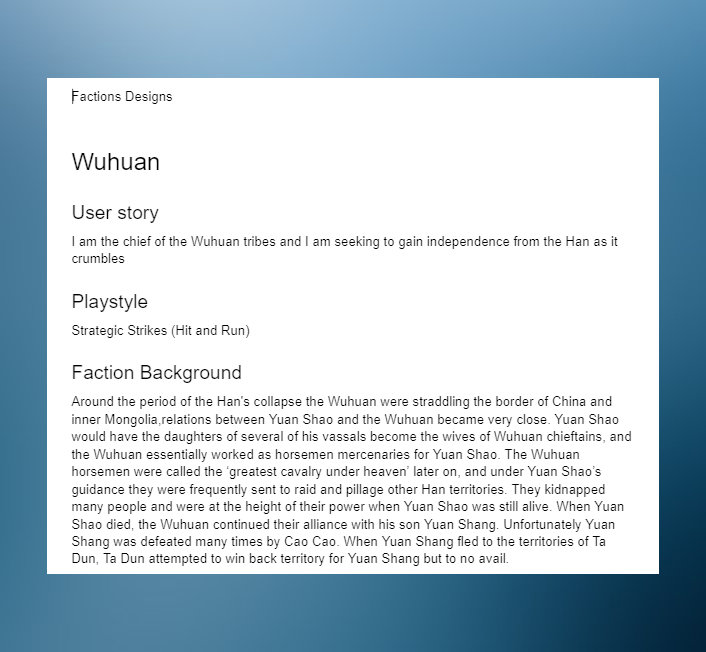 Factions Designs
Wuhuan
User story
I am the chief of the Wuhuan tribes and I am seeking to gain independence from the Han as it
crumbles
Playstyle
Strategic Strikes (Hit and Run)
Faction Background
Around the period of the Han's collapse the Wuhuan were straddling the border of China and
inner Mongolia,relations between Yuan Shao and the Wuhuan became very close. Yuan Shao
would have the daughters of several of his vassals become the wives of Wuhuan chieftains, and
the Wuhuan essentially worked as horsemen mercenaries for Yuan Shao. The Wuhuan
horsemen were called the ‘greatest cavalry under heaven’ later on, and under Yuan Shao’s
guidance they were frequently sent to raid and pillage other Han territories. They kidnapped
many people and were at the height of their power when Yuan Shao was still alive. When Yuan
Shao died, the Wuhuan continued their alliance with his son Yuan Shang. Unfortunately Yuan
Shang was defeated many times by Cao Cao. When Yuan Shang fled to the territories of Ta
Dun, Ta Dun attempted to win back territory for Yuan Shang but to no avail.